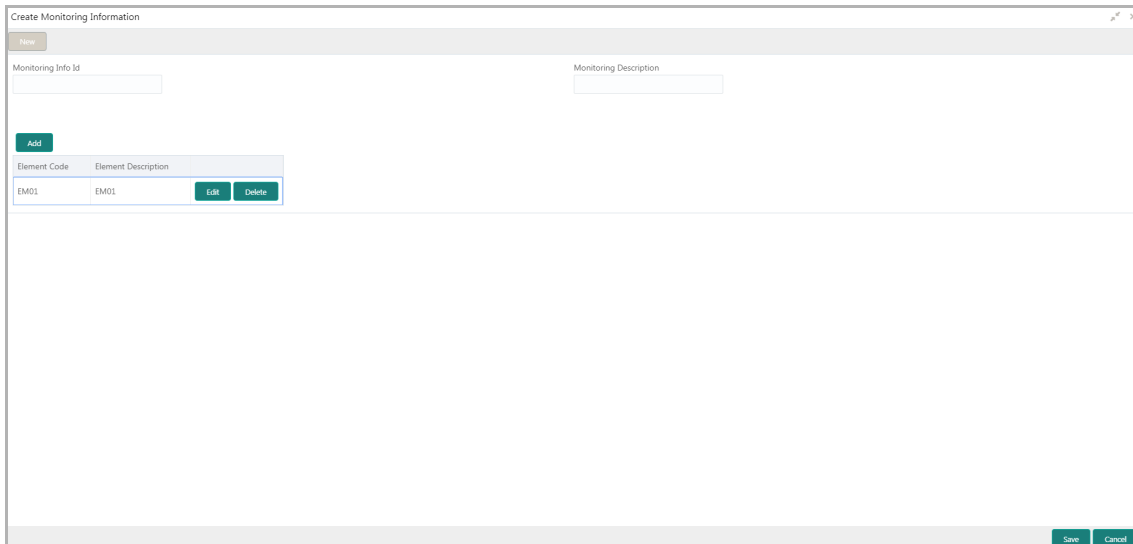 Create Monitoring Information
New
Monitoring Info Id Monitoring Description
Add
Element Code Element Description
EM01 EM01 Edit Delete
Save Cancel